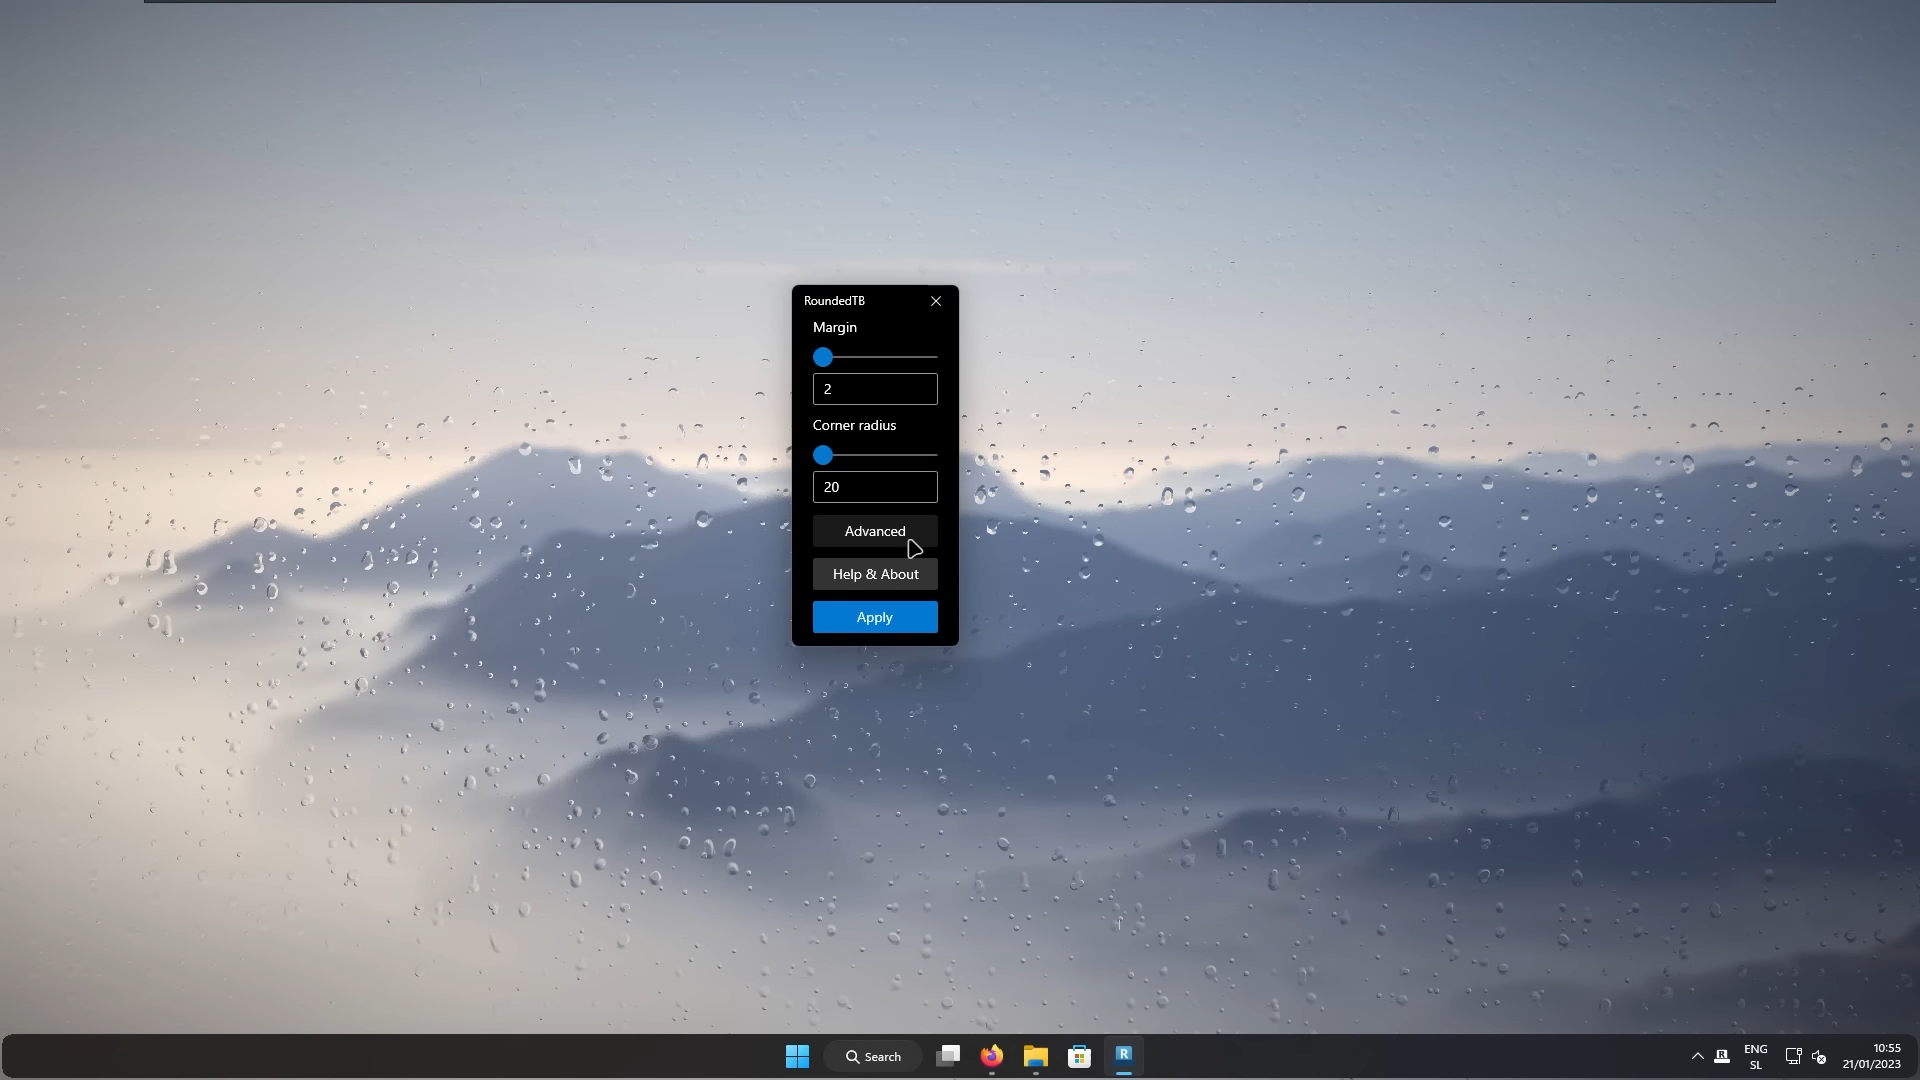 RoundedTB
Margin
2
Corner radius
20
Advanced
Help & About
Apply
Search
R
R
ENG
SL
10:55
21/01/2023